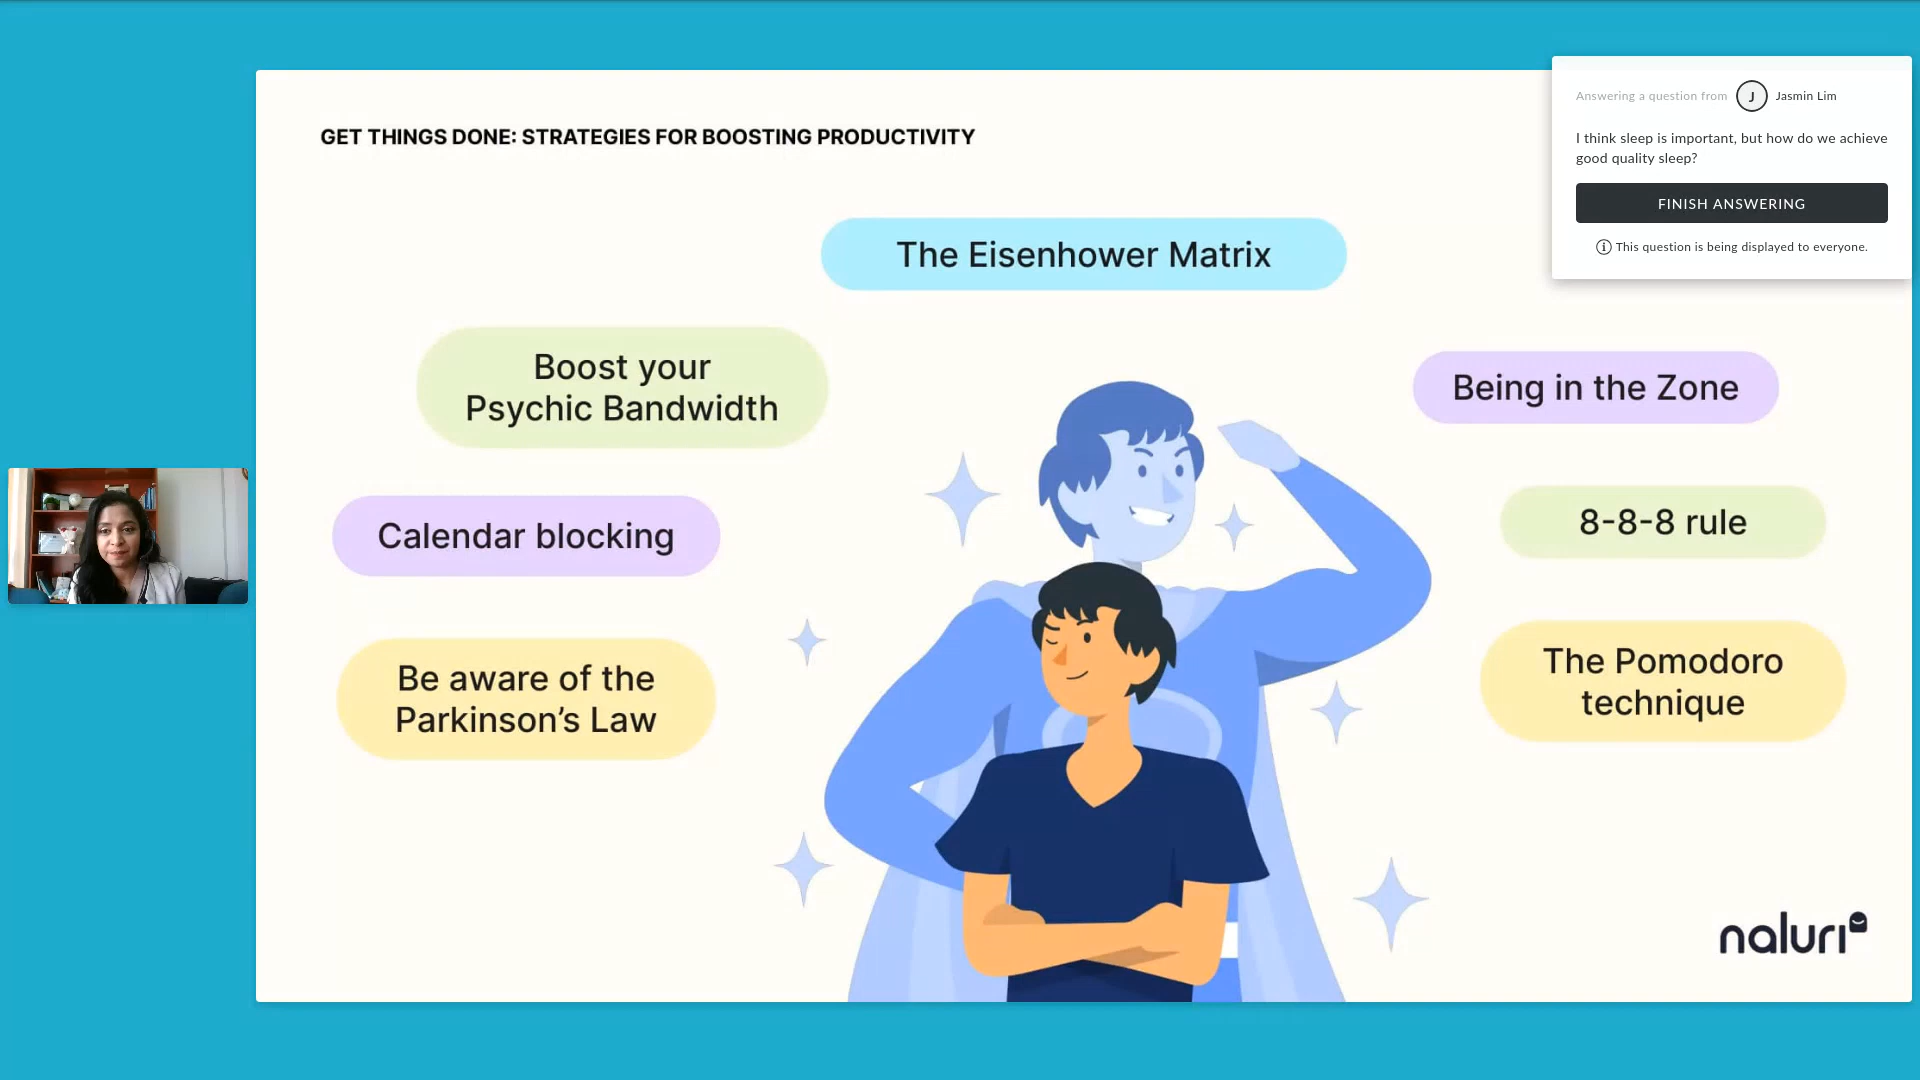 GET THINGS DONE: STRATEGIES FOR BOOSTING PRODUCTIVITY
The Eisenhower Matrix
Boost your
Psychic Bandwidth
Being in the Zone
Calendar blocking
8-8-8 rule
Be aware of the
Parkinson’s Law
The Pomodoro
technique
naluri
Answering a question from J Jasmin Lim
I think sleep is important, but how do we achieve
good quality sleep?
FINISH ANSWERING
This question is being displayed to everyone.